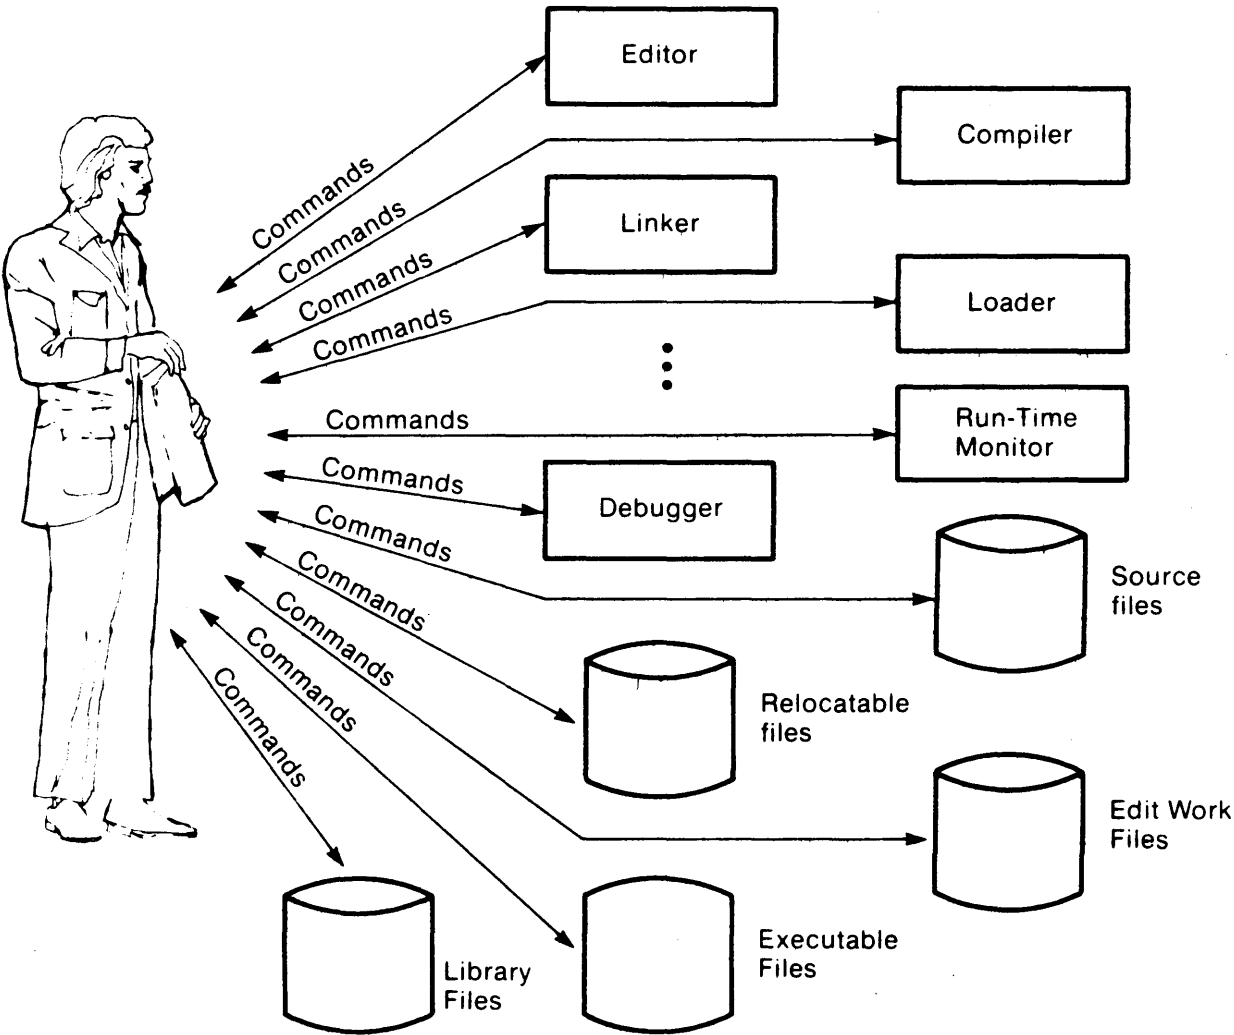 Editor
Compiler
Commands
Commands
Linker
Commands
Loader
Commands
Run-Time
Monitor
Commands
Commands
Debugger
Commands
Source
files
Commands
Commands
Commands
Relocatable
files
Commands
Edit Work
Files
Executable
Files
Library
Files